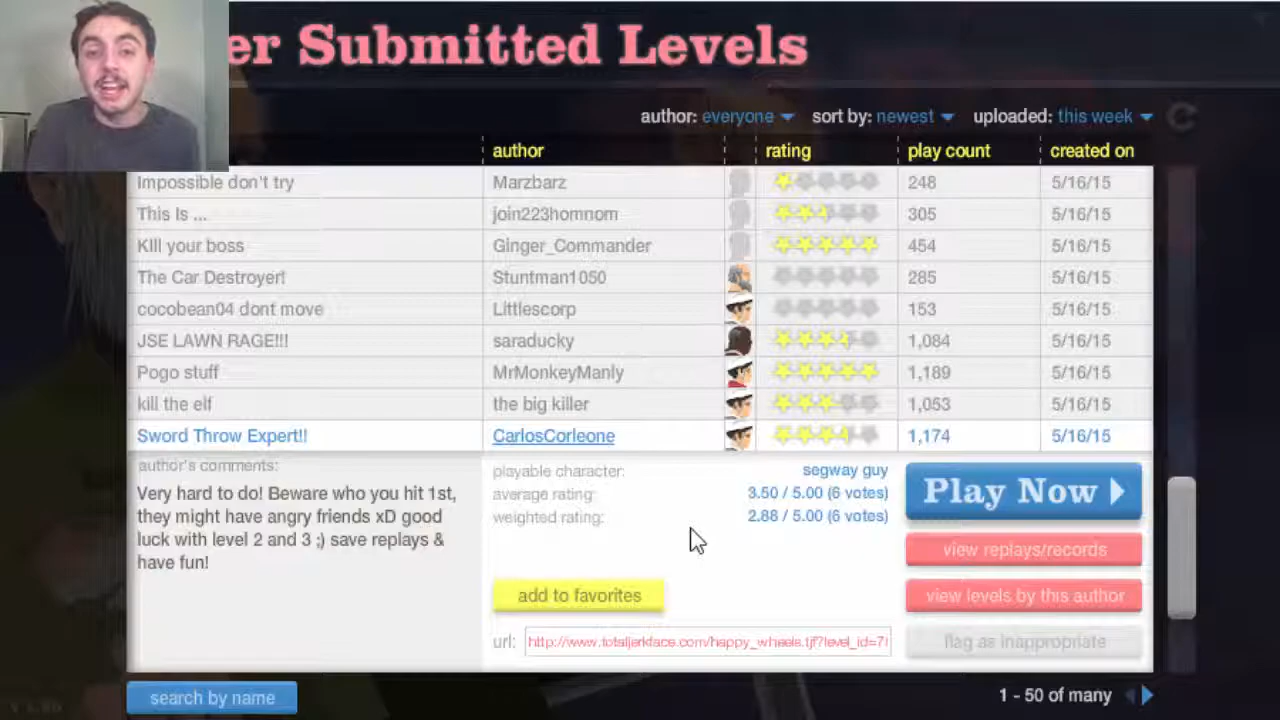 er Submitted Levels
author: everyone sort by: newest uploaded: this week
author rating play count created on
Impossible don't try Marzbarz 248 5/16/15
This Is ... join223homnom 305 5/16/15
KIll your boss Ginger_Commander 454 5/16/15
The Car Destroyer! Stuntman1050 285 5/16/15
cocobean04 dont move Littlescorp 153 5/16/15
JSE LAWN RAGE!!! saraducky 1,084 5/16/15
Pogo stuff MrMonkeyManly 1,189 5/16/15
kill the elf the big killer 1,053 5/16/15
Sword Throw Expert!! CarlosCorleone 1,174 5/16/15
author's comments:
Very hard to do! Beware who you hit 1st,
they might have angry friends xD good
luck with level 2 and 3 ;) save replays &
have fun!
playable character: segway guy
average rating: 3.50 / 5.00 (6 votes)
weighted rating: 2.88 / 5.00 (6 votes)
add to favorites
url: http://www.totaljerkface.com/happy_wheels.tjf?level_id=7
Play Now
view replays/records
view levels by this author
flag as inappropriate
search by name
1 - 50 of many